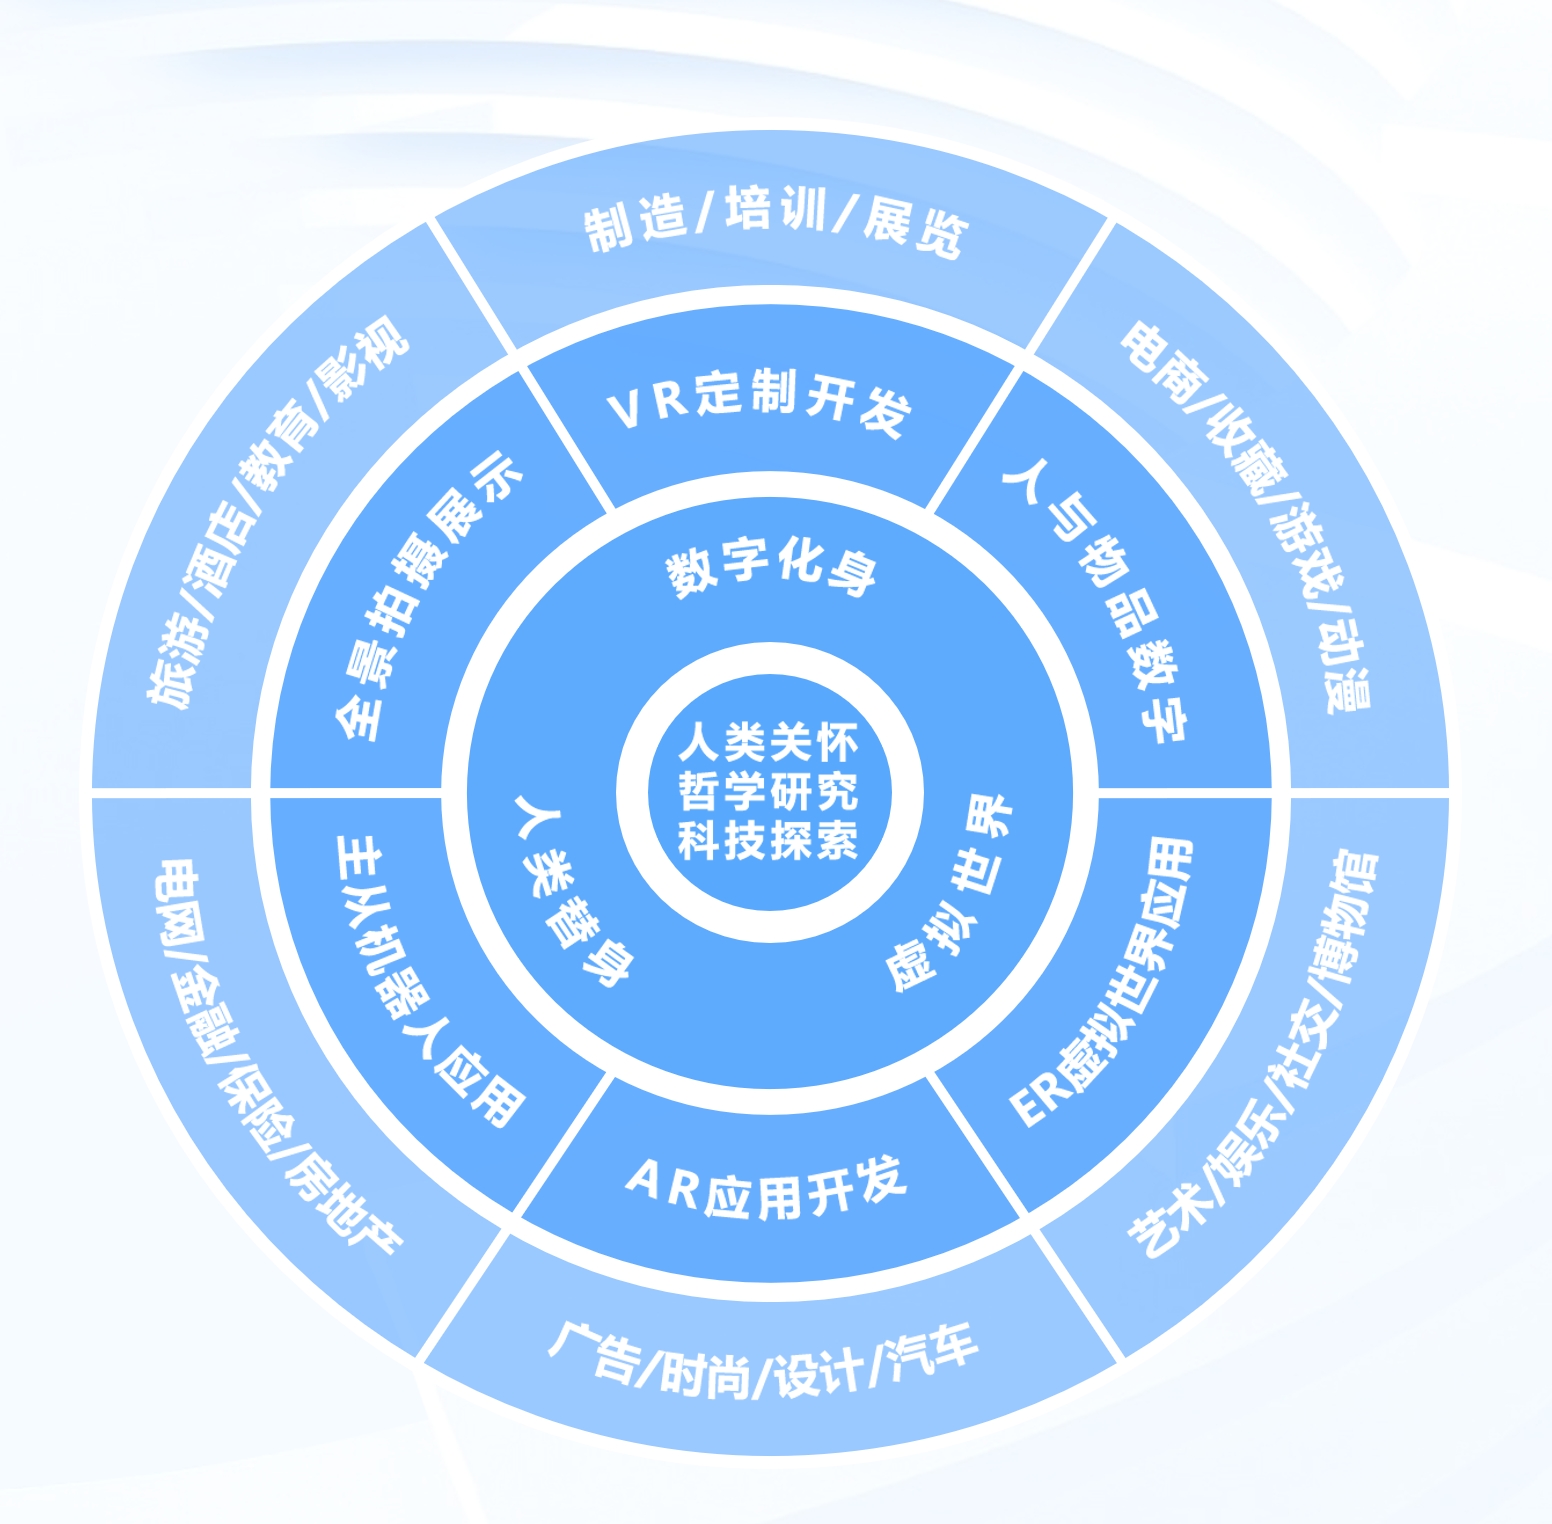 制造/培训/展览
电商/收藏/游戏/动漫
艺术/娱乐/社交/博物馆
广告/时尚/设计/汽车
电网/金融/保险/房地产
旅游/酒店/教育/影视
VR定制开发
人与物品数字
ER虚拟世界应用
AR应用开发
主从机器人应用
全景拍摄展示
数字化身
虚拟世界
人类替身
人类关怀
哲学研究
科技探索